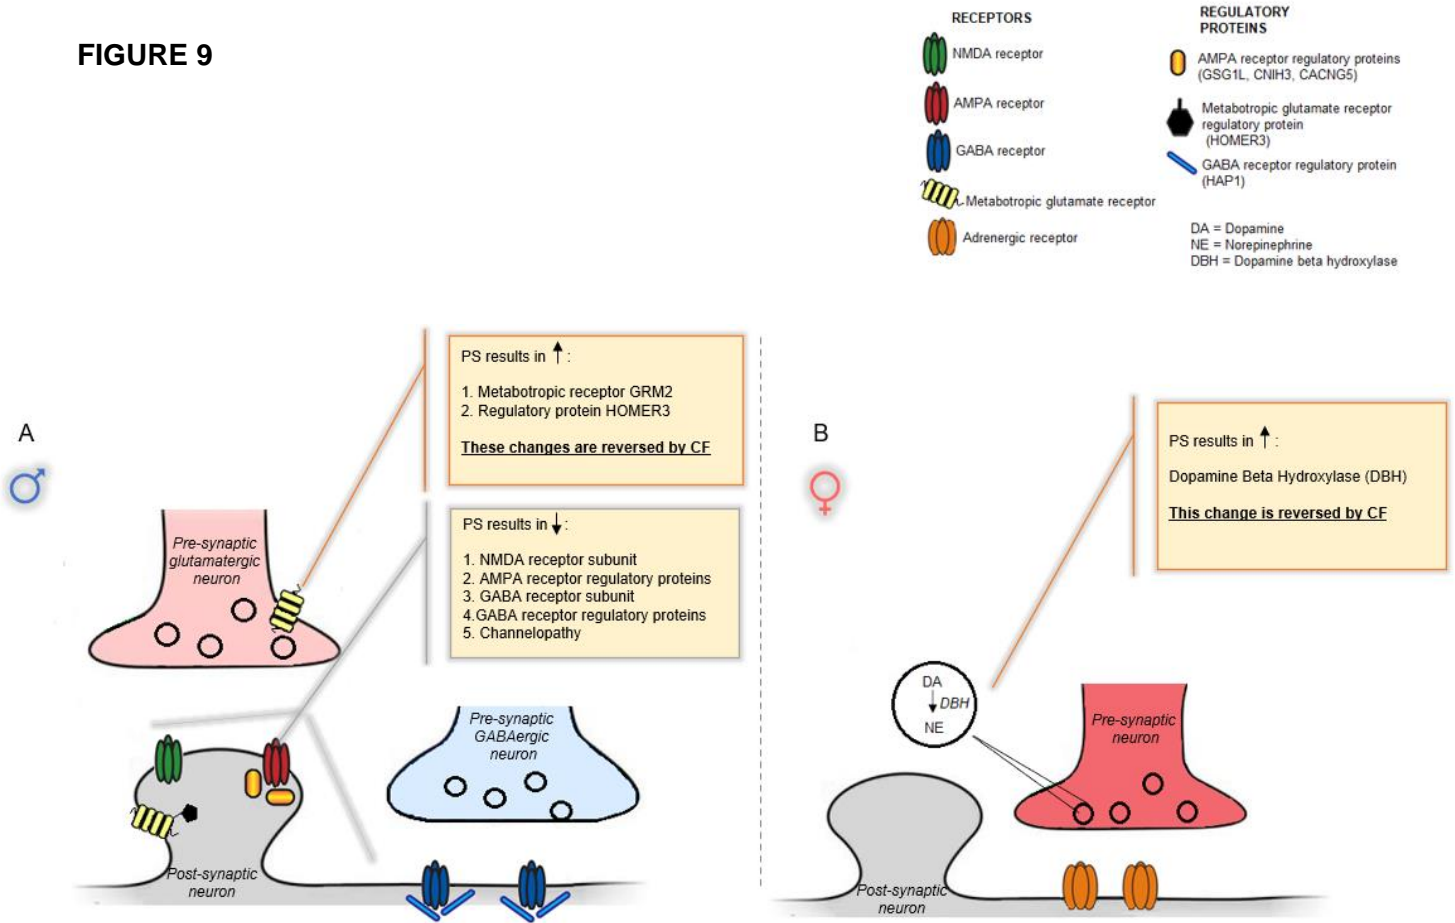 FIGURE 9
RECEPTORS
NMDA receptor
AMPA receptor
GABA receptor
Metabotropic glutamate receptor
Adrenergic receptor
REGULATORY
PROTEINS
AMPA receptor regulatory proteins
(GSG1L, CNIH3, CACNG5)
Metabotropic glutamate receptor
regulatory protein
(HOMER3)
GABA receptor regulatory protein
(HAP1)
DA = Dopamine
NE = Norepinephrine
DBH = Dopamine beta hydroxylase
A
PS results in ↑ :
1. Metabotropic receptor GRM2
2. Regulatory protein HOMER3
These changes are reversed by CF
PS results in ↓:
1. NMDA receptor subunit
2. AMPA receptor regulatory proteins
3. GABA receptor subunit
4.GABA receptor regulatory proteins
5. Channelopathy
Pre-synaptic
glutamatergic
neuron
Pre-synaptic
GABAergic
neuron
Post-synaptic
neuron
B
PS results in ↑ :
Dopamine Beta Hydroxylase (DBH)
This change is reversed by CF
DA
DBH
NE
Pre-synaptic
neuron
Post-synaptic
neuron